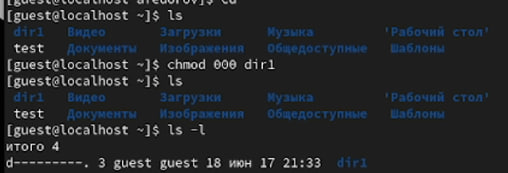 [guest@localhost afedorov]$ cd
[guest@localhost ~]$ ls
dir1 Видео Загрузки Музыка 'Рабочий стол'
test Документы Изображения Общедоступные Шаблоны
[guest@localhost ~]$ chmod 000 dir1
[guest@localhost ~]$ ls
dir1 Видео Загрузки Музыка 'Рабочий стол'
test Документы Изображения Общедоступные Шаблоны
[guest@localhost ~]$ ls -l
итого 4
d---------. 3 guest guest 18 июн 17 21:33 dir1